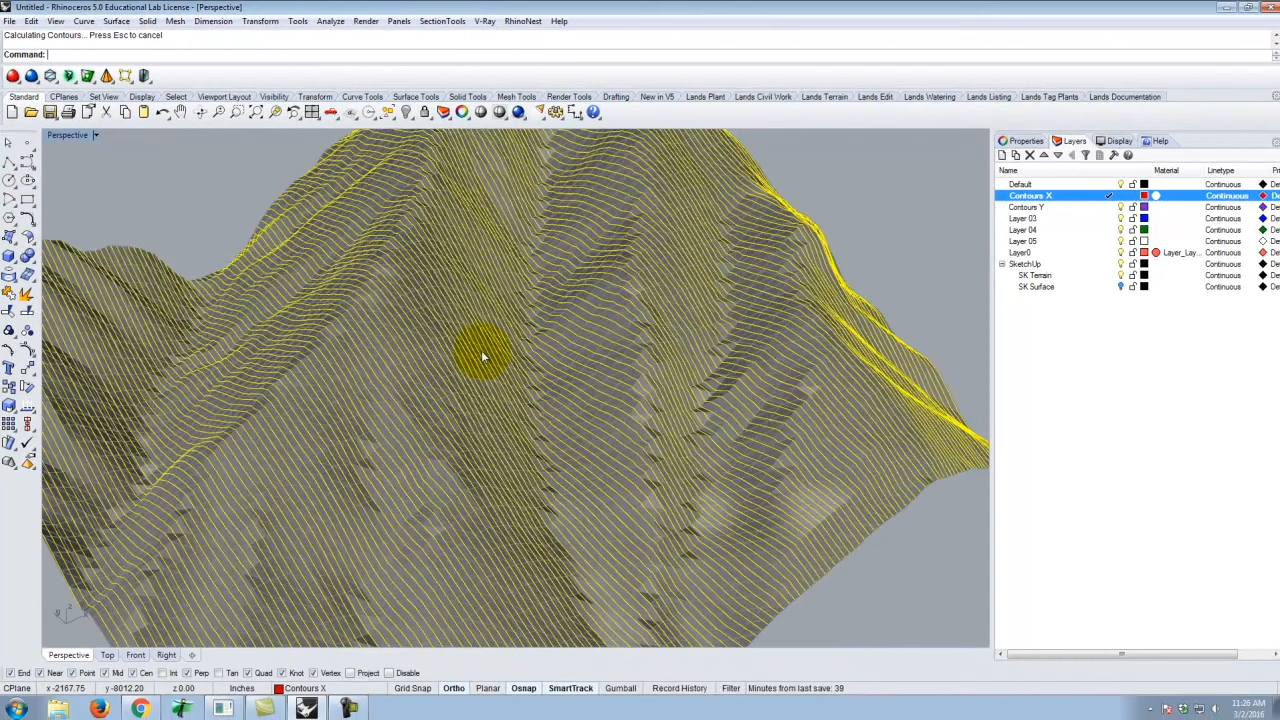 Untitled - Rhinoceros 5.0 Educational Lab License - [Perspective]
File Edit View Curve Surface Solid Mesh Dimension Transform Tools Analyze Render Panels SectionTools V-Ray RhinoNest Help
Calculating Contours... Press Esc to cancel
Command:
Standard CPlanes Set View Display Select Viewport Layout Visibility Transform Curve Tools Surface Tools Solid Tools Mesh Tools Render Tools Drafting New in V5 Lands Plant Lands Civil Work Lands Terrain Lands Edit Lands Watering Lands Listing Lands Tag Plants Lands Documentation
Perspective
Properties Layers Display Help
Name Material Linetype
Default Continuous
Contours X Continuous
Contours Y Continuous
Layer 03 Continuous
Layer 04 Continuous
Layer 05 Continuous
Layer0 Layer_Lay... Continuous
SketchUp Continuous
SK Terrain Continuous
SK Surface Continuous
z
Perspective Top Front Right
End Near Point Mid Cen Int Perp Tan Quad Knot Vertex Project Disable
CPlane x -2167.75 y -8012.20 z 0.00 Inches Contours X Grid Snap Ortho Planar Osnap SmartTrack Gumball Record History Filter Minutes from last save: 39
11:26 AM
3/2/2016